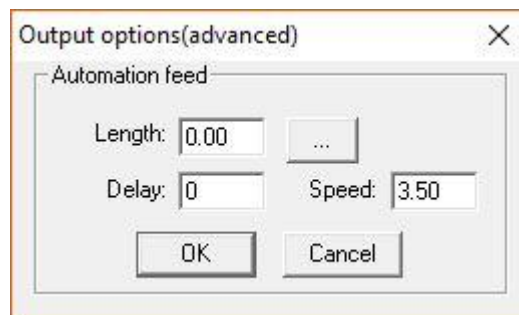 Output options(advanced)
Automation feed
Length: 0.00 ...
Delay: 0 Speed: 3.50
OK Cancel